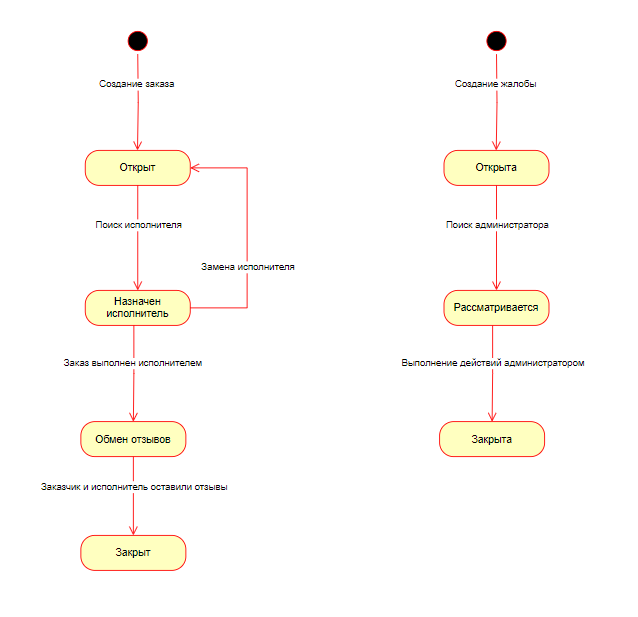 Создание заказа
Открыт
Поиск исполнителя
Замена исполнителя
Назначен
исполнитель
Заказ выполнен исполнителем
Обмен отзывов
Заказчик и исполнитель оставили отзывы
Закрыт
Создание жалобы
Открыта
Поиск администратора
Рассматривается
Выполнение действий администратором
Закрыта